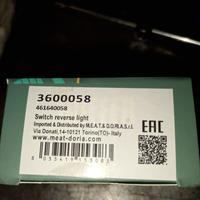 3600058
461640058
Switch reverse light
Imported & Distributed by M.E.A.T.& D.O.R.I.A.S.r.l.
Via Donati,14-10121 Torino(TO)- Italy
www.meat-doria.com
EAC
8033419153083